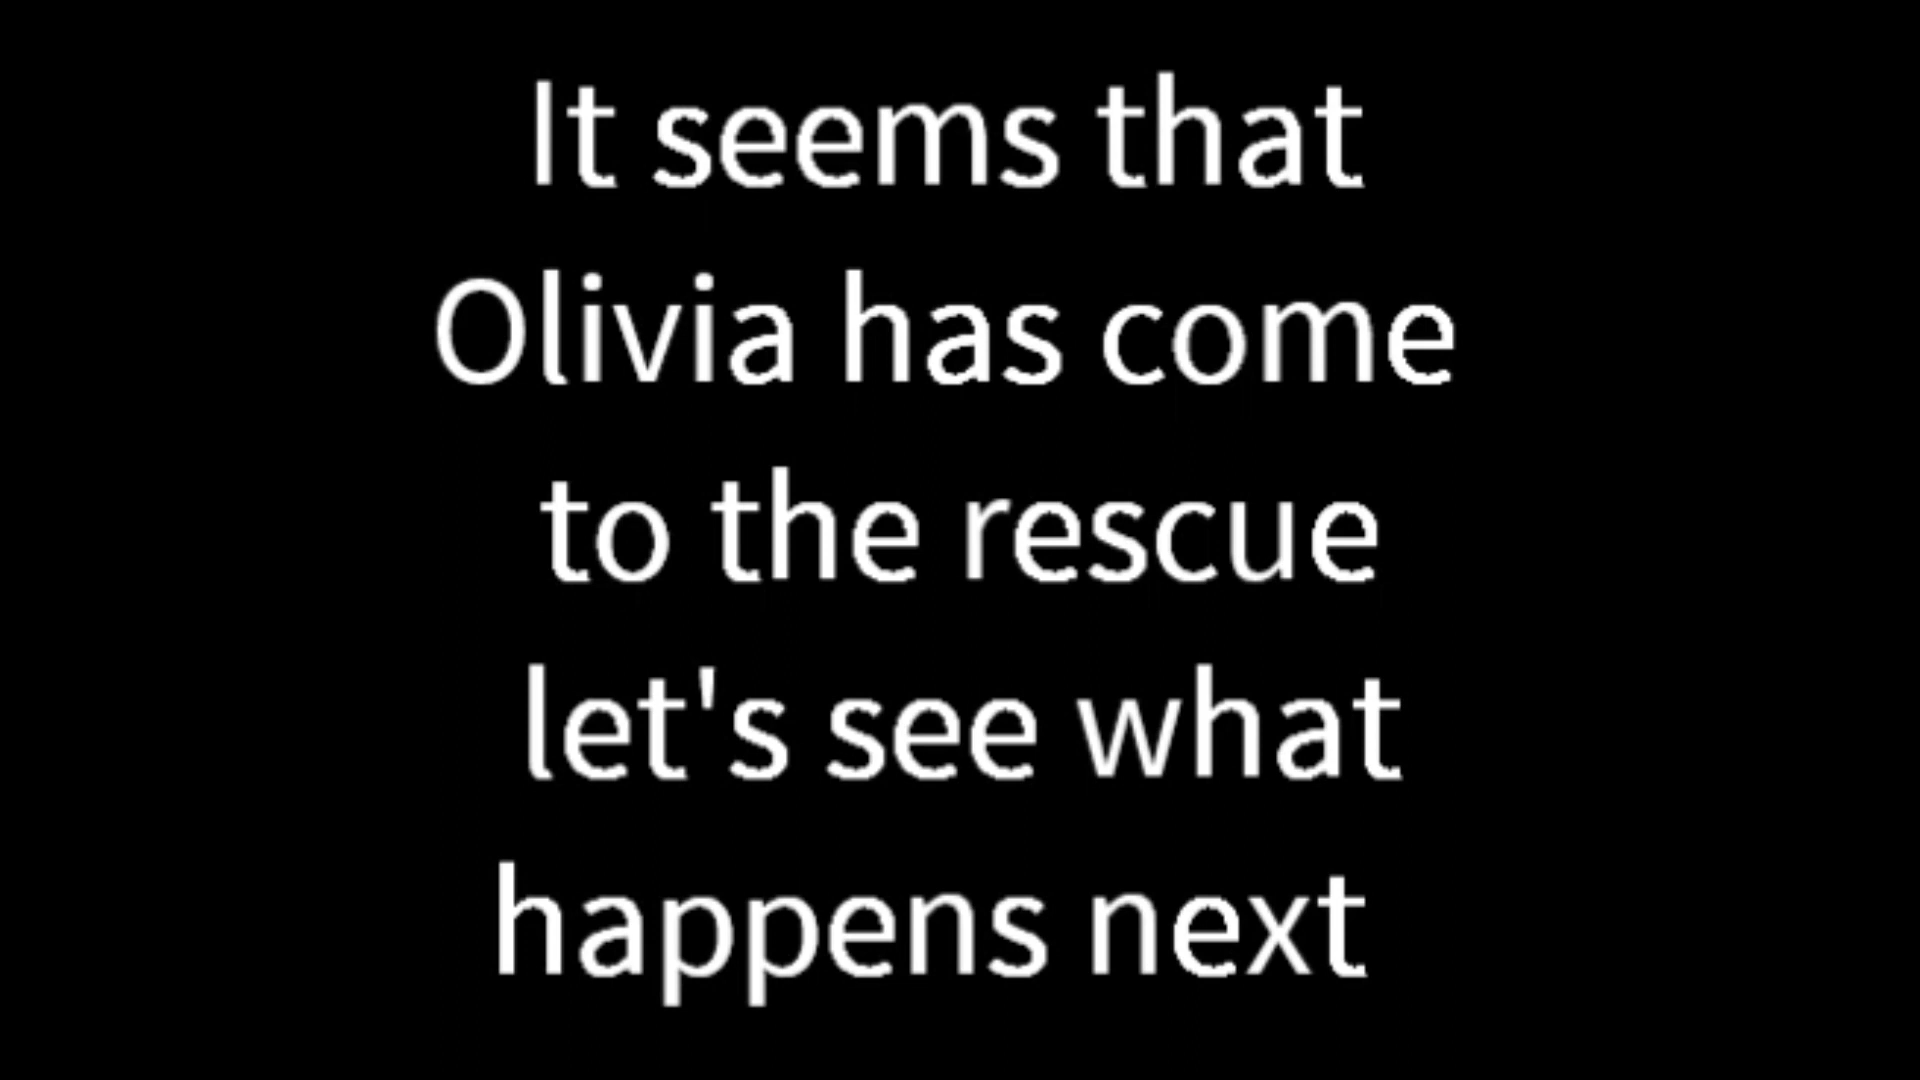 It seems that
Olivia has come
to the rescue
let's see what
happens next